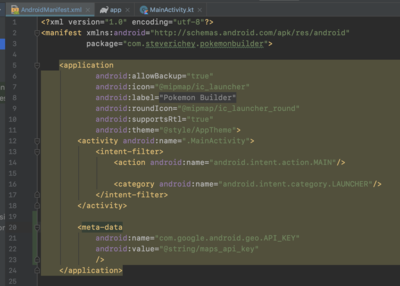 AndroidManifest.xml
app
MainActivity.kt
1 <?xml version="1.0" encoding="utf-8"?>
2 <manifest xmlns:android="http://schemas.android.com/apk/res/android"
3 package="com.steverichey.pokemonbuilder">
4
5 <application
6 android:allowBackup="true"
7 android:icon="@mipmap/ic_launcher"
8 android:label="Pokemon Builder"
9 android:roundIcon="@mipmap/ic_launcher_round"
10 android:supportsRtl="true"
11 android:theme="@style/AppTheme">
12 <activity android:name=".MainActivity">
13 <intent-filter>
14 <action android:name="android.intent.action.MAIN"/>
15
16 <category android:name="android.intent.category.LAUNCHER"/>
17 </intent-filter>
18 </activity>
19
20 <meta-data
21 android:name="com.google.android.geo.API_KEY"
22 android:value="@string/maps_api_key"
23 />
24 </application>